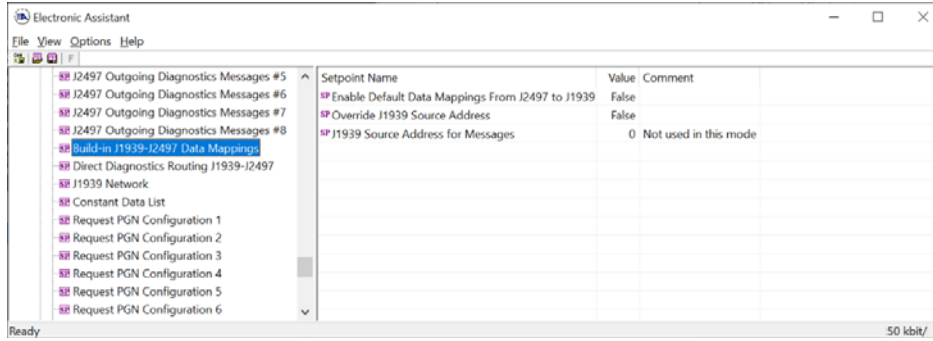 Electronic Assistant
File View Options Help
F
J2497 Outgoing Diagnostics Messages #5
J2497 Outgoing Diagnostics Messages #6
J2497 Outgoing Diagnostics Messages #7
J2497 Outgoing Diagnostics Messages #8
Build-in J1939-J2497 Data Mappings
Direct Diagnostics Routing J1939-J2497
J1939 Network
Constant Data List
Request PGN Configuration 1
Request PGN Configuration 2
Request PGN Configuration 3
Request PGN Configuration 4
Request PGN Configuration 5
Request PGN Configuration 6
Setpoint Name Value Comment
SP Enable Default Data Mappings From J2497 to J1939 False
SP Override J1939 Source Address False
SP J1939 Source Address for Messages 0 Not used in this mode
Ready 50 kbit/